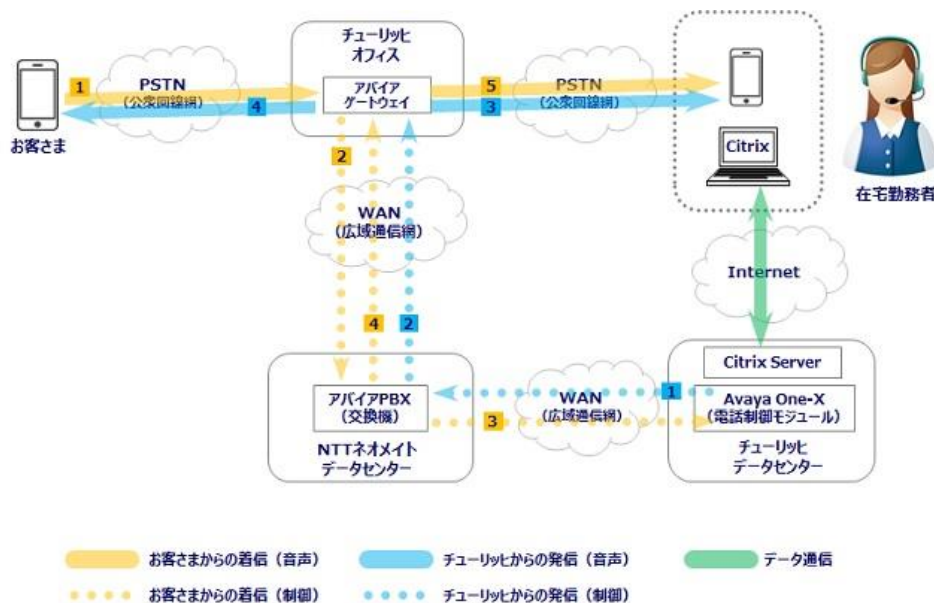 チューリッヒ
オフィス
アバイア
ゲートウェイ
1
PSTN
(公衆回線網)
4
お客さま
5
PSTN
(公衆回線網)
3
Citrix
在宅勤務者
2
WAN
(広域通信網)
4
2
Internet
アバイアPBX
(交換機)
NTTネオメイト
データセンター
1
WAN
(広域通信網)
3
Citrix Server
Avaya One-X
(電話制御モジュール)
チューリッヒ
データセンター
お客さまからの着信(音声)
チューリッヒからの発信(音声)
データ通信
お客さまからの着信(制御)
チューリッヒからの発信(制御)